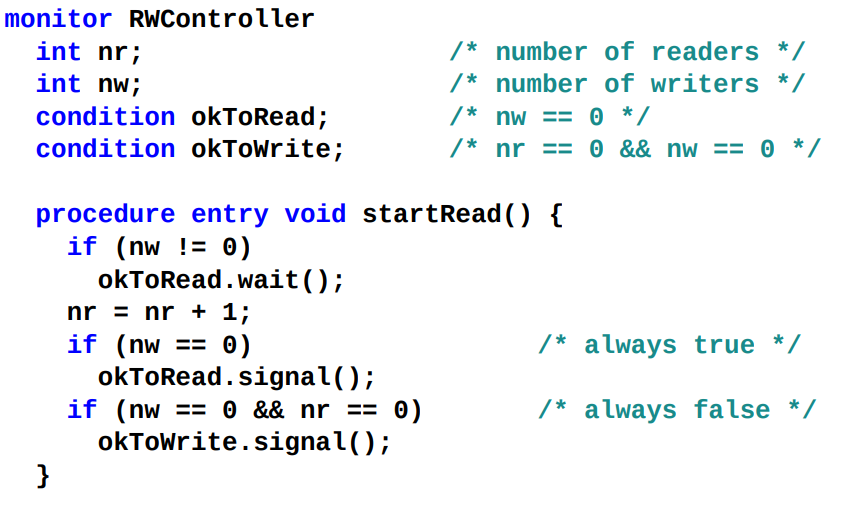 monitor RWController
int nr; /* number of readers */
int nw; /* number of writers */
condition okToRead; /* nw == 0 */
condition okToWrite; /* nr == 0 && nw == 0 */
procedure entry void startRead() {
if (nw != 0)
okToRead.wait();
nr = nr + 1;
if (nw == 0) /* always true */
okToRead.signal();
if (nw == 0 && nr == 0) /* always false */
okToWrite.signal();
}